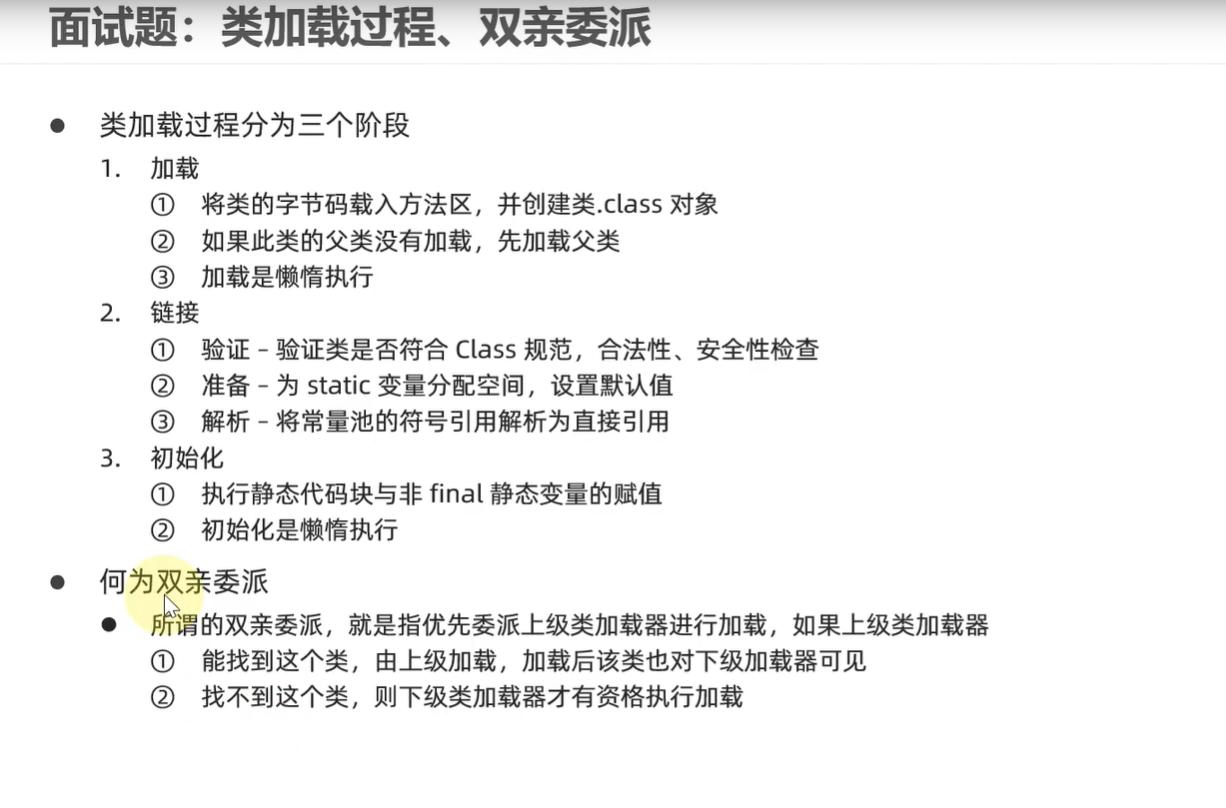 面试题：类加载过程、双亲委派
● 类加载过程分为三个阶段
1. 加载
① 将类的字节码载入方法区，并创建类.class 对象
② 如果此类的父类没有加载，先加载父类
③ 加载是懒惰执行
2. 链接
① 验证 – 验证类是否符合 Class 规范，合法性、安全性检查
② 准备 – 为 static 变量分配空间，设置默认值
③ 解析 – 将常量池的符号引用解析为直接引用
3. 初始化
① 执行静态代码块与非 final 静态变量的赋值
② 初始化是懒惰执行
● 何为双亲委派
● 所谓的双亲委派，就是指优先委派上级类加载器进行加载，如果上级类加载器
① 能找到这个类，由上级加载，加载后该类也对下级加载器可见
② 找不到这个类，则下级类加载器才有资格执行加载